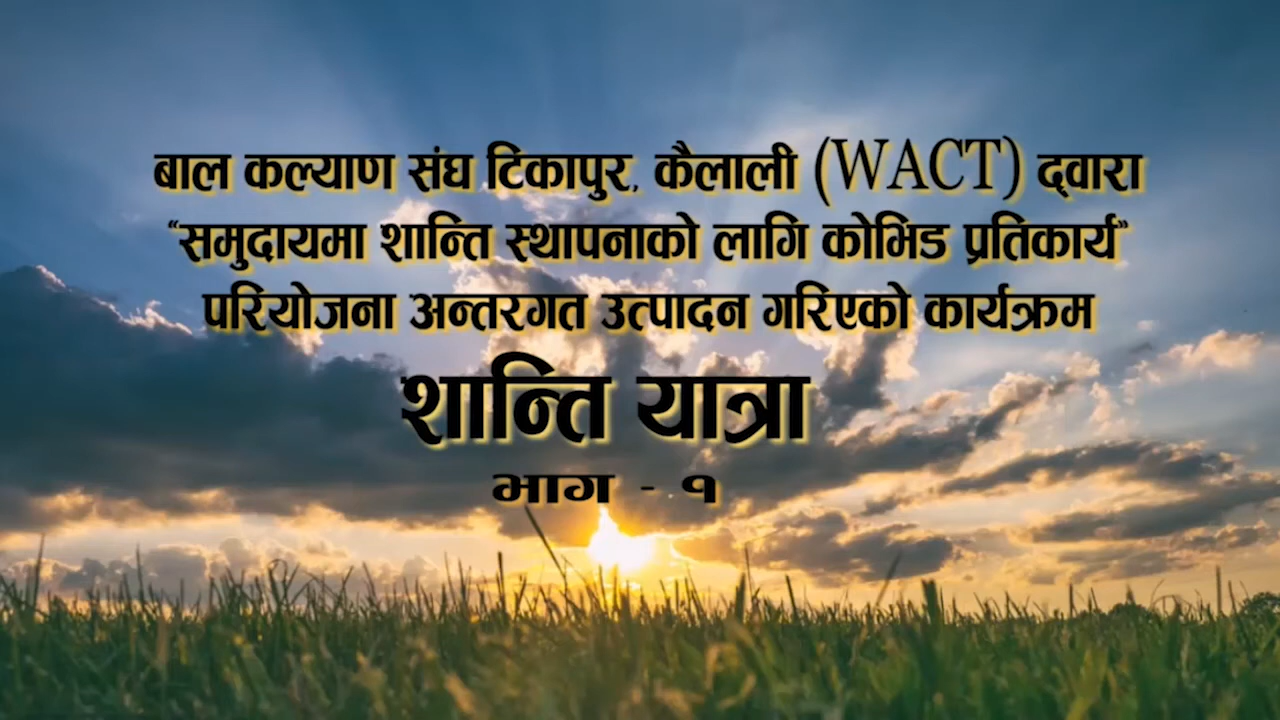 बाल कल्याण संघ टिकापुर, कैलाली (WACT) द्वारा
“समुदायमा शान्ति स्थापनाको लागि कोभिड प्रतिकार्य”
परियोजना अन्तरगत उत्पादन गरिएको कार्यक्रम
शान्ति यात्रा
भाग - १